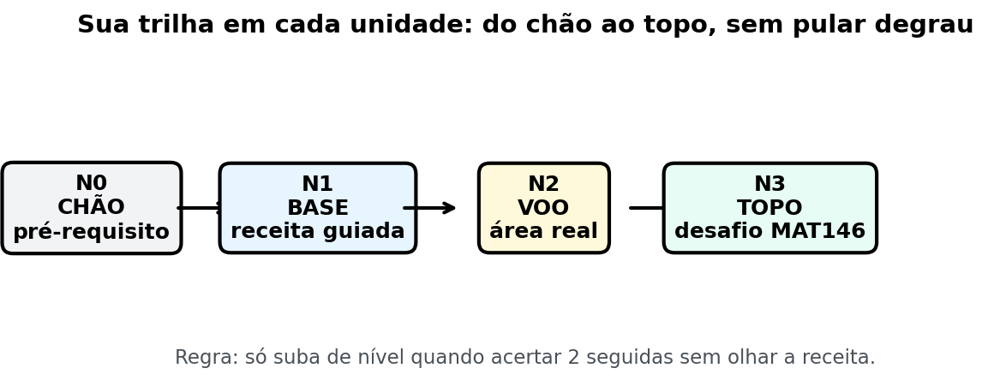 Sua trilha em cada unidade: do chão ao topo, sem pular degrau
N0
CHÃO
pré-requisito
N1
BASE
receita guiada
N2
VOO
área real
N3
TOPO
desafio MAT146
Regra: só suba de nível quando acertar 2 seguidas sem olhar a receita.